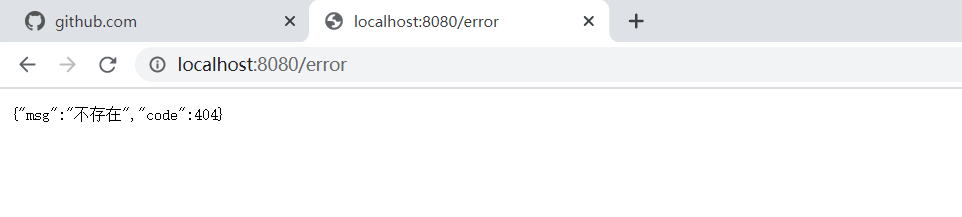 github.com
localhost:8080/error
localhost:8080/error
{"msg":"不存在","code":404}